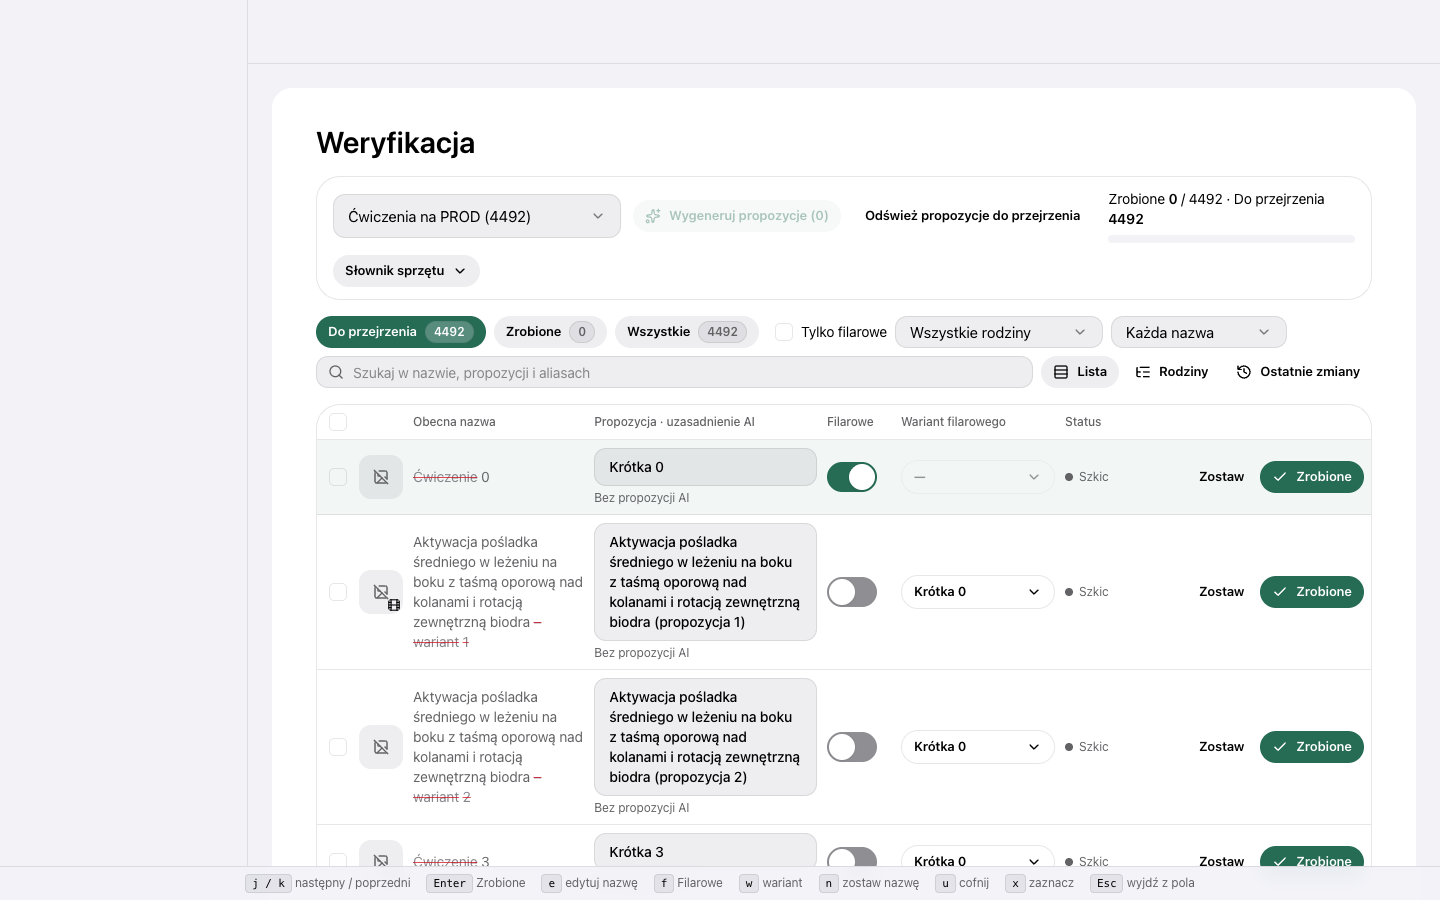 Weryfikacja
Ćwiczenia na PROD (4492)
Wygeneruj propozycje (0)
Odśwież propozycje do przejrzenia
Zrobione 0 / 4492 · Do przejrzenia
4492
Słownik sprzętu
Do przejrzenia 4492
Zrobione 0
Wszystkie 4492
Tylko filarowe
Wszystkie rodziny
Każda nazwa
Szukaj w nazwie, propozycji i aliasach
Lista
Rodziny
Ostatnie zmiany
Obecna nazwa
Propozycja · uzasadnienie AI
Filarowe
Wariant filarowego
Status
Ćwiczenie 0
Krótka 0
Bez propozycji AI
—
Szkic
Zostaw
Zrobione
Aktywacja pośladka
średniego w leżeniu na
boku z taśmą oporową nad
kolanami i rotacją
zewnętrzną biodra –
wariant 1
Aktywacja pośladka
średniego w leżeniu na boku
z taśmą oporową nad
kolanami i rotacją zewnętrzną
biodra (propozycja 1)
Bez propozycji AI
Krótka 0
Szkic
Zostaw
Zrobione
Aktywacja pośladka
średniego w leżeniu na
boku z taśmą oporową nad
kolanami i rotacją
zewnętrzną biodra –
wariant 2
Aktywacja pośladka
średniego w leżeniu na boku
z taśmą oporową nad
kolanami i rotacją zewnętrzną
biodra (propozycja 2)
Bez propozycji AI
Krótka 0
Szkic
Zostaw
Zrobione
Ćwiczenie 3
Krótka 3
Krótka 0
Szkic
Zostaw
Zrobione
j / k następny / poprzedni
Enter Zrobione
e edytuj nazwę
f Filarowe
w wariant
n zostaw nazwę
u cofnij
x zaznacz
Esc wyjdź z pola